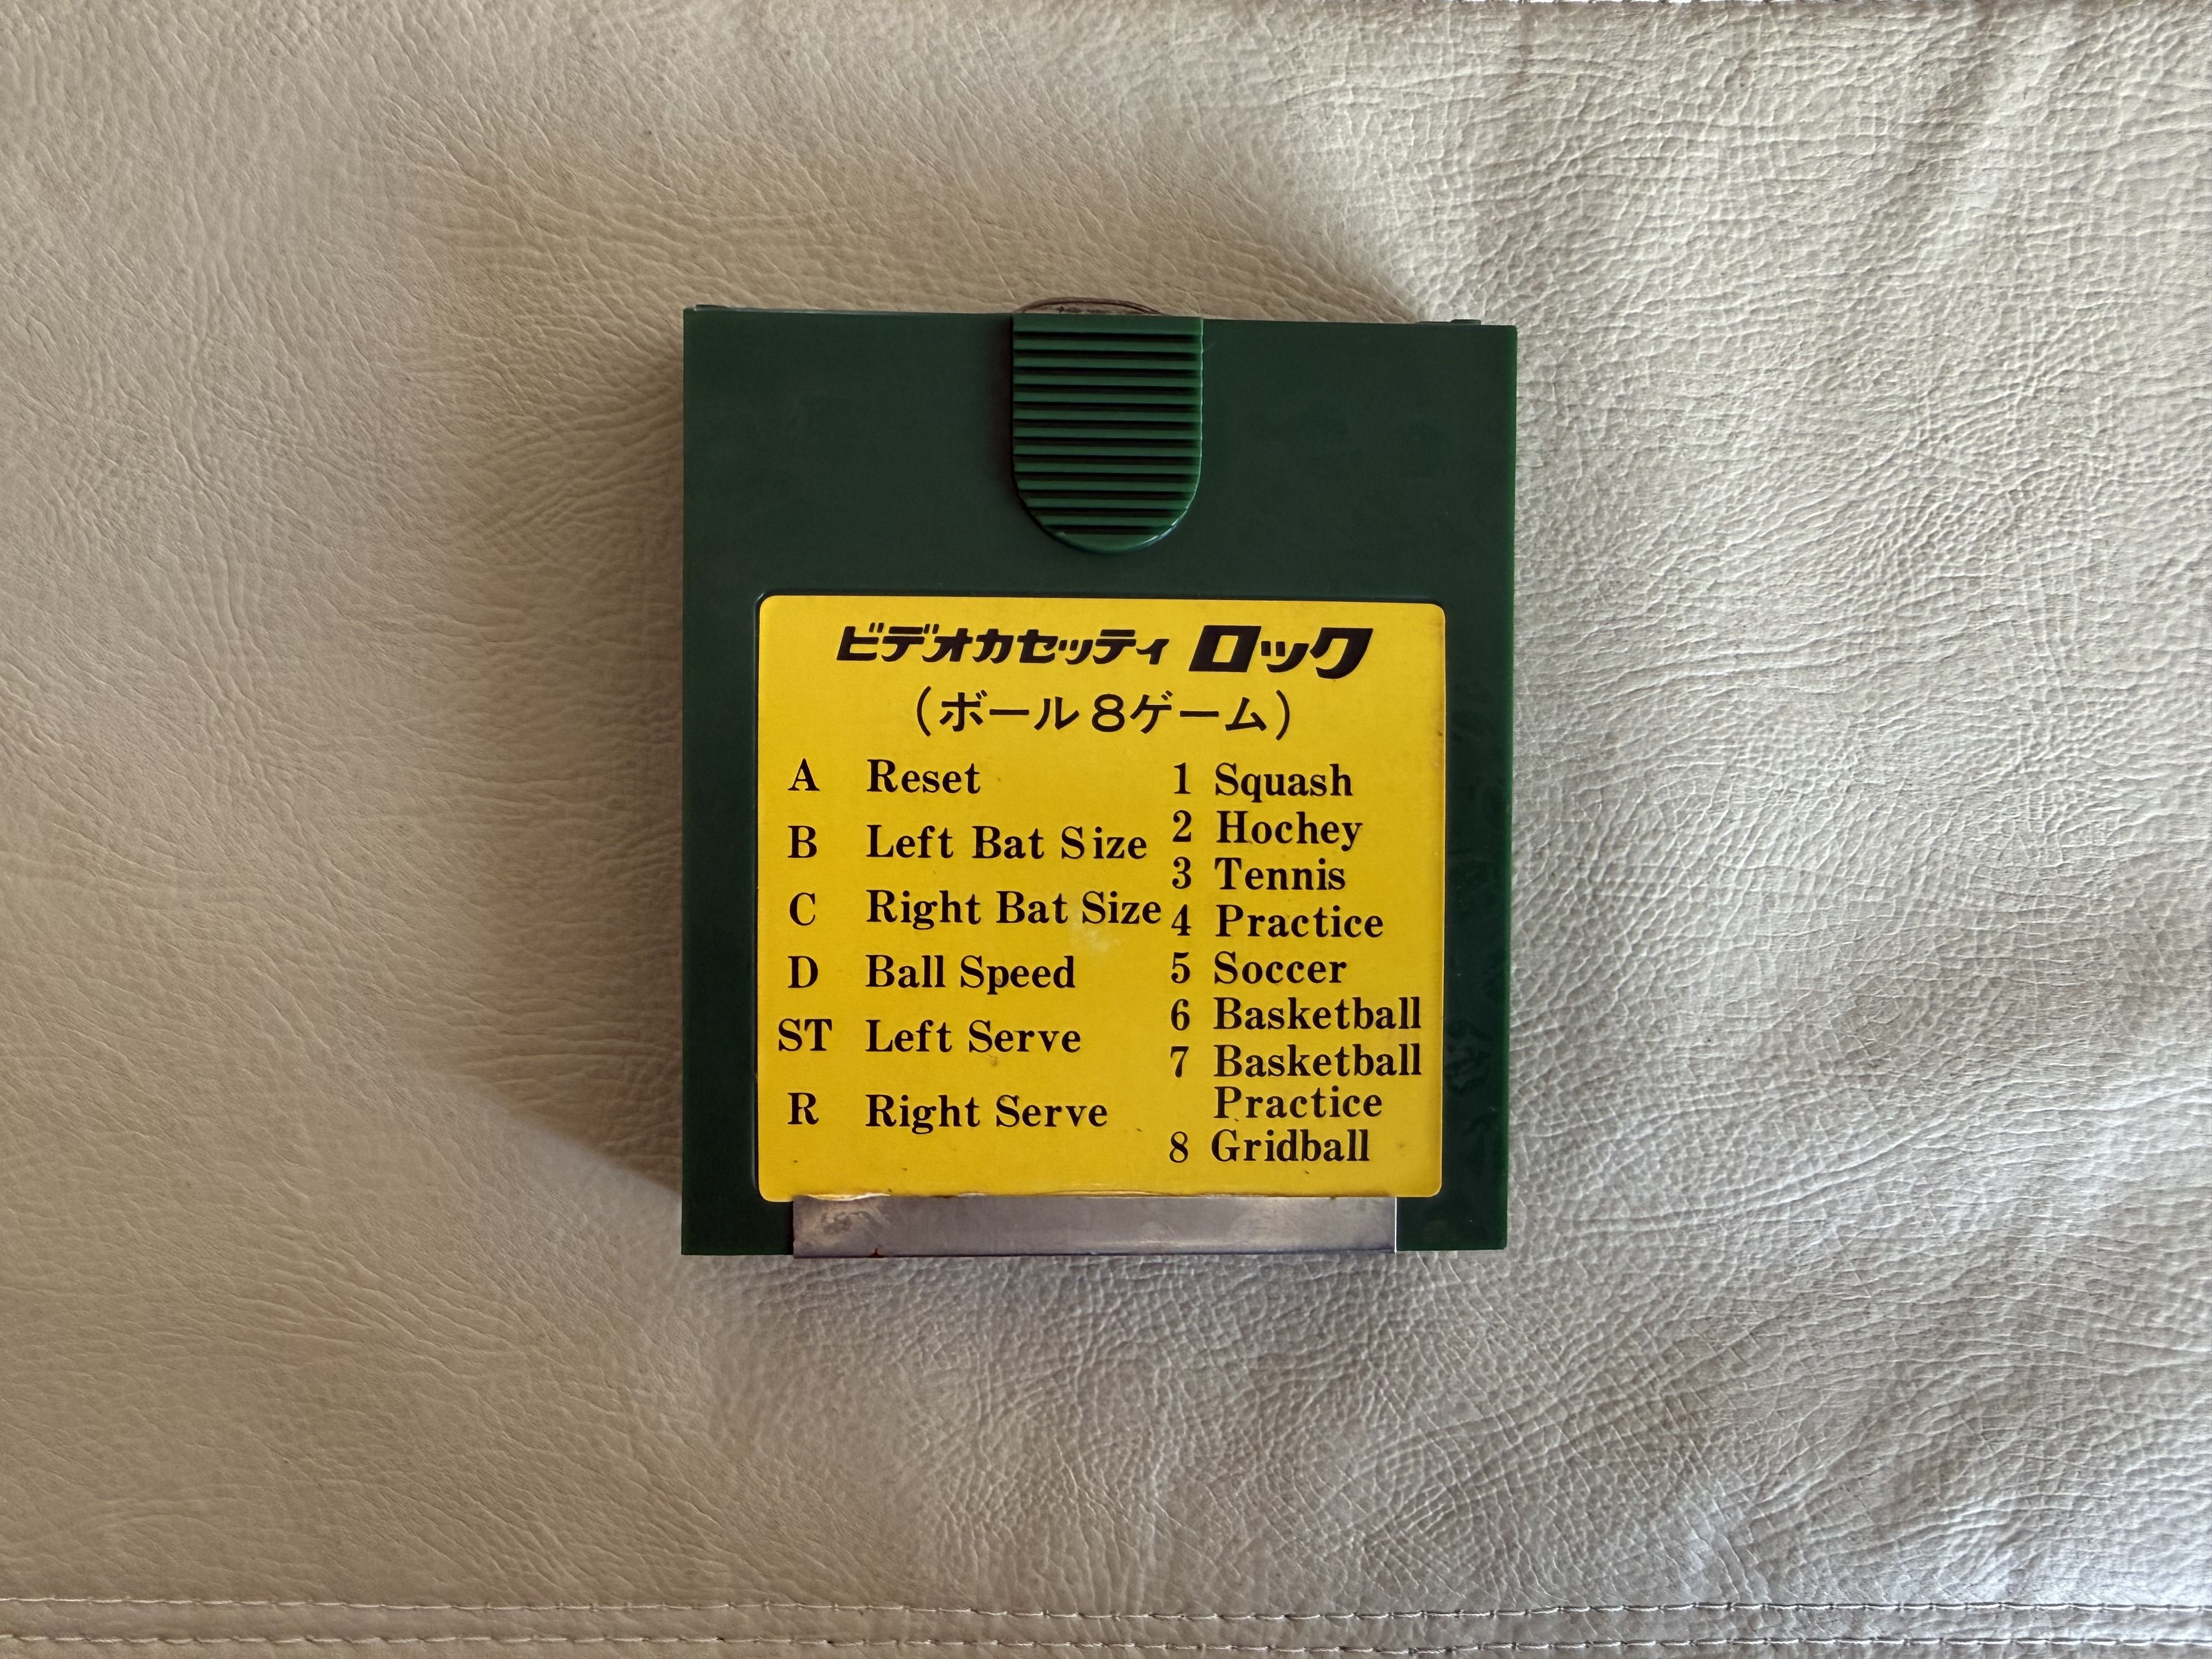 ビデオカセッティ ロック
(ボール8ゲーム)
A Reset
B Left Bat Size
C Right Bat Size
D Ball Speed
ST Left Serve
R Right Serve
1 Squash
2 Hochey
3 Tennis
4 Practice
5 Soccer
6 Basketball
7 Basketball
Practice
8 Gridball